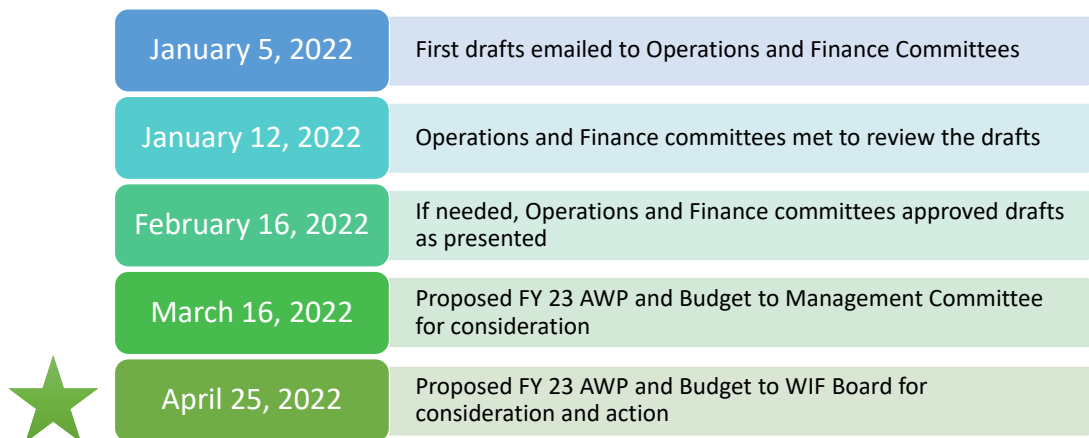 January 5, 2022
First drafts emailed to Operations and Finance Committees
January 12, 2022
Operations and Finance committees met to review the drafts
February 16, 2022
If needed, Operations and Finance committees approved drafts
as presented
March 16, 2022
Proposed FY 23 AWP and Budget to Management Committee
for consideration
April 25, 2022
Proposed FY 23 AWP and Budget to WIF Board for
consideration and action